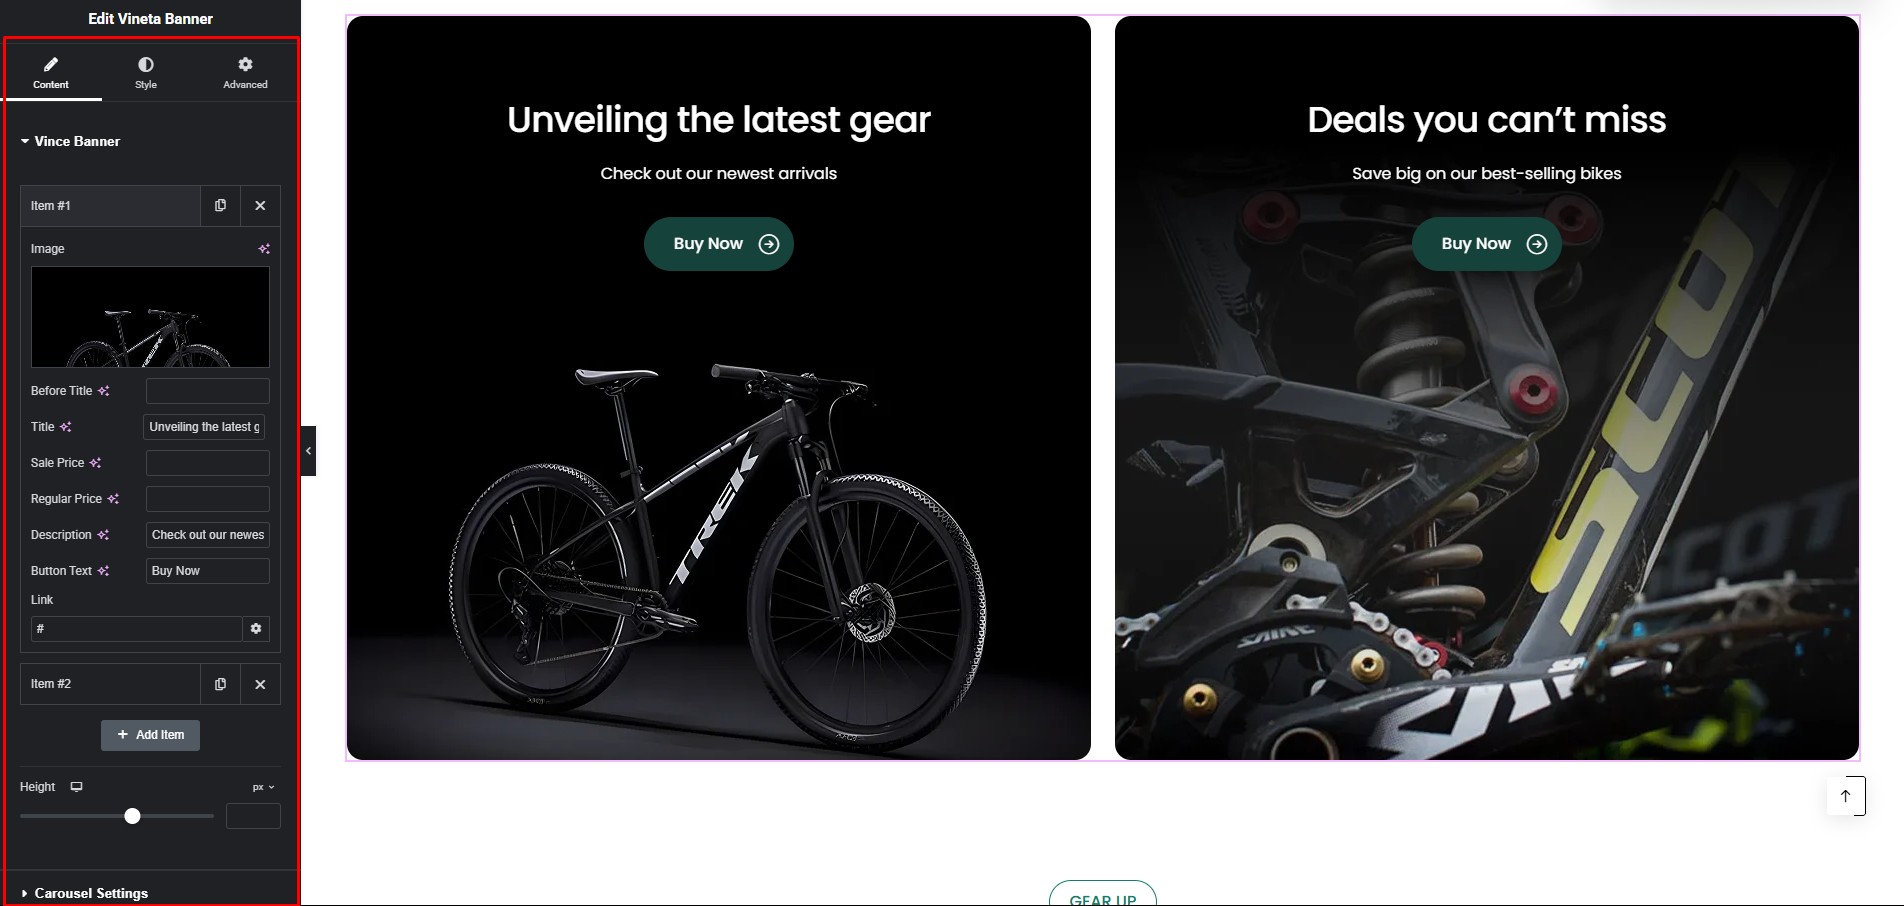 Edit Vineta Banner
Content
Style
Advanced
Vince Banner
Item #1
Image
Before Title
Title
Unveiling the latest g
Sale Price
Regular Price
Description
Check out our newes
Button Text
Buy Now
Link
#
Item #2
+ Add Item
Height
px
Carousel Settings
Unveiling the latest gear
Check out our newest arrivals
Buy Now
TREK
Deals you can’t miss
Save big on our best-selling bikes
Buy Now
SCOTT
GEAR UP